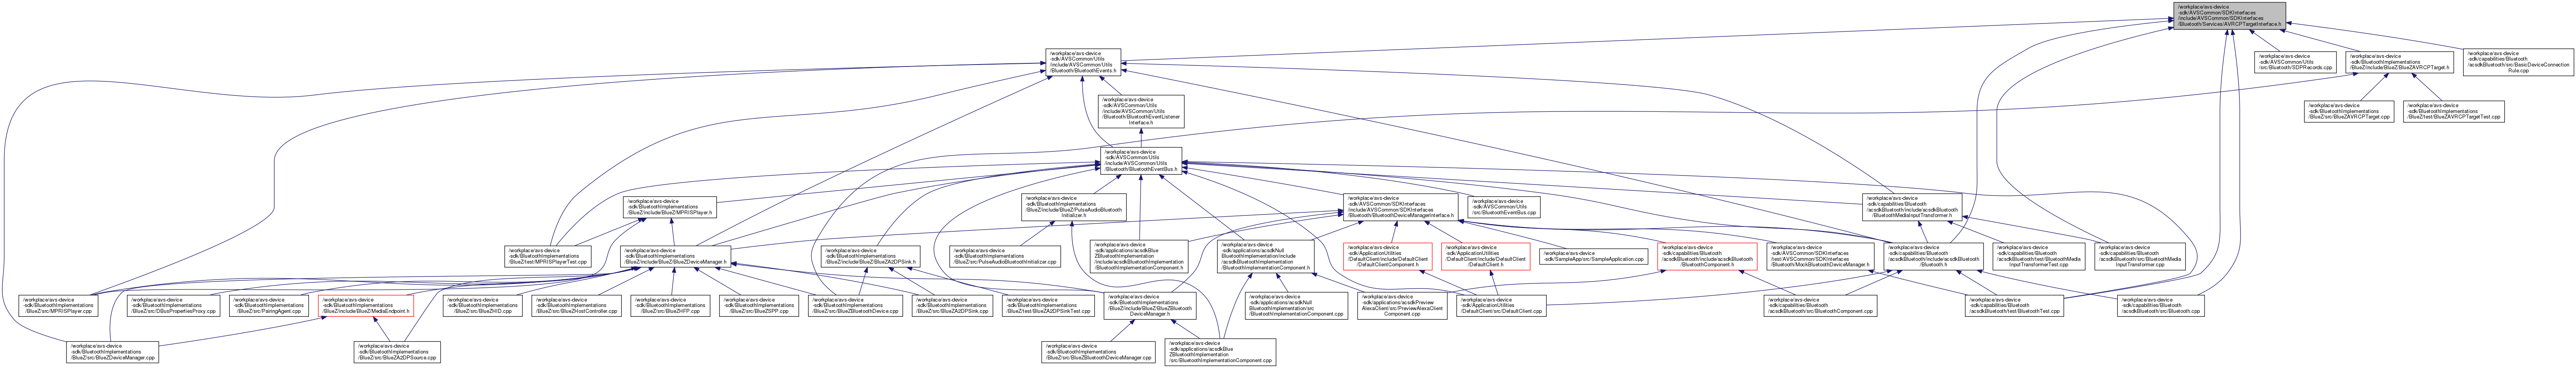 /workplace/avs-device
-sdk/AVSCommon/SDKInterfaces
/include/AVSCommon/SDKInterfaces
/Bluetooth/Services/AVRCPTargetInterface.h
/workplace/avs-device
-sdk/AVSCommon/Utils
/include/AVSCommon/Utils
/Bluetooth/BluetoothEvents.h
/workplace/avs-device
-sdk/AVSCommon/Utils
/src/Bluetooth/SDPRecords.cpp
/workplace/avs-device
-sdk/BluetoothImplementations
/BlueZ/include/BlueZ/BlueZAVRCPTarget.h
/workplace/avs-device
-sdk/capabilities/Bluetooth
/acsdkBluetooth/src/BasicDeviceConnection
Rule.cpp
/workplace/avs-device
-sdk/AVSCommon/Utils
/include/AVSCommon/Utils
/Bluetooth/BluetoothEventListener
Interface.h
/workplace/avs-device
-sdk/BluetoothImplementations
/BlueZ/src/BlueZAVRCPTarget.cpp
/workplace/avs-device
-sdk/BluetoothImplementations
/BlueZ/test/BlueZAVRCPTargetTest.cpp
/workplace/avs-device
-sdk/AVSCommon/Utils
/include/AVSCommon/Utils
/Bluetooth/BluetoothEventBus.h
/workplace/avs-device
-sdk/BluetoothImplementations
/BlueZ/include/BlueZ/MPRISPlayer.h
/workplace/avs-device
-sdk/BluetoothImplementations
/BlueZ/include/BlueZ/PulseAudioBluetooth
Initializer.h
/workplace/avs-device
-sdk/AVSCommon/SDKInterfaces
/include/AVSCommon/SDKInterfaces
/Bluetooth/BluetoothDeviceManagerInterface.h
/workplace/avs-device
-sdk/AVSCommon/Utils
/src/BluetoothEventBus.cpp
/workplace/avs-device
-sdk/capabilities/Bluetooth
/acsdkBluetooth/include/acsdkBluetooth
/BluetoothMediaInputTransformer.h
/workplace/avs-device
-sdk/BluetoothImplementations
/BlueZ/test/MPRISPlayerTest.cpp
/workplace/avs-device
-sdk/BluetoothImplementations
/BlueZ/include/BlueZ/BlueZDeviceManager.h
/workplace/avs-device
-sdk/BluetoothImplementations
/BlueZ/include/BlueZ/BlueZA2DPSink.h
/workplace/avs-device
-sdk/BluetoothImplementations
/BlueZ/src/PulseAudioBluetoothInitializer.cpp
/workplace/avs-device
-sdk/applications/acsdkBlue
ZBluetoothImplementation
/include/acsdkBluetoothImplementation
/BluetoothImplementationComponent.h
/workplace/avs-device
-sdk/applications/acsdkNull
BluetoothImplementation/include
/acsdkBluetoothImplementation
/BluetoothImplementationComponent.h
/workplace/avs-device
-sdk/ApplicationUtilities
/DefaultClient/include/DefaultClient
/DefaultClientComponent.h
/workplace/avs-device
-sdk/ApplicationUtilities
/DefaultClient/include/DefaultClient
/DefaultClient.h
/workplace/avs-device
-sdk/SampleApp/src/SampleApplication.cpp
/workplace/avs-device
-sdk/capabilities/Bluetooth
/acsdkBluetooth/include/acsdkBluetooth
/BluetoothComponent.h
/workplace/avs-device
-sdk/AVSCommon/SDKInterfaces
/test/AVSCommon/SDKInterfaces
/Bluetooth/MockBluetoothDeviceManager.h
/workplace/avs-device
-sdk/capabilities/Bluetooth
/acsdkBluetooth/include/acsdkBluetooth
/Bluetooth.h
/workplace/avs-device
-sdk/capabilities/Bluetooth
/acsdkBluetooth/test/BluetoothMedia
InputTransformerTest.cpp
/workplace/avs-device
-sdk/capabilities/Bluetooth
/acsdkBluetooth/src/BluetoothMedia
InputTransformer.cpp
/workplace/avs-device
-sdk/BluetoothImplementations
/BlueZ/src/MPRISPlayer.cpp
/workplace/avs-device
-sdk/BluetoothImplementations
/BlueZ/src/DBusPropertiesProxy.cpp
/workplace/avs-device
-sdk/BluetoothImplementations
/BlueZ/src/PairingAgent.cpp
/workplace/avs-device
-sdk/BluetoothImplementations
/BlueZ/include/BlueZ/MediaEndpoint.h
/workplace/avs-device
-sdk/BluetoothImplementations
/BlueZ/src/BlueZHID.cpp
/workplace/avs-device
-sdk/BluetoothImplementations
/BlueZ/src/BlueZHostController.cpp
/workplace/avs-device
-sdk/BluetoothImplementations
/BlueZ/src/BlueZHFP.cpp
/workplace/avs-device
-sdk/BluetoothImplementations
/BlueZ/src/BlueZSPP.cpp
/workplace/avs-device
-sdk/BluetoothImplementations
/BlueZ/src/BlueZBluetoothDevice.cpp
/workplace/avs-device
-sdk/BluetoothImplementations
/BlueZ/src/BlueZA2DPSink.cpp
/workplace/avs-device
-sdk/BluetoothImplementations
/BlueZ/test/BlueZA2DPSinkTest.cpp
/workplace/avs-device
-sdk/BluetoothImplementations
/BlueZ/include/BlueZ/BlueZBluetooth
DeviceManager.h
/workplace/avs-device
-sdk/applications/acsdkNull
BluetoothImplementation/src
/BluetoothImplementationComponent.cpp
/workplace/avs-device
-sdk/applications/acsdkPreview
AlexaClient/src/PreviewAlexaClient
Component.cpp
/workplace/avs-device
-sdk/ApplicationUtilities
/DefaultClient/src/DefaultClient.cpp
/workplace/avs-device
-sdk/capabilities/Bluetooth
/acsdkBluetooth/src/BluetoothComponent.cpp
/workplace/avs-device
-sdk/capabilities/Bluetooth
/acsdkBluetooth/test/BluetoothTest.cpp
/workplace/avs-device
-sdk/capabilities/Bluetooth
/acsdkBluetooth/src/Bluetooth.cpp
/workplace/avs-device
-sdk/BluetoothImplementations
/BlueZ/src/BlueZDeviceManager.cpp
/workplace/avs-device
-sdk/BluetoothImplementations
/BlueZ/src/BlueZA2DPSource.cpp
/workplace/avs-device
-sdk/BluetoothImplementations
/BlueZ/src/BlueZBluetoothDeviceManager.cpp
/workplace/avs-device
-sdk/applications/acsdkBlue
ZBluetoothImplementation
/src/BluetoothImplementationComponent.cpp